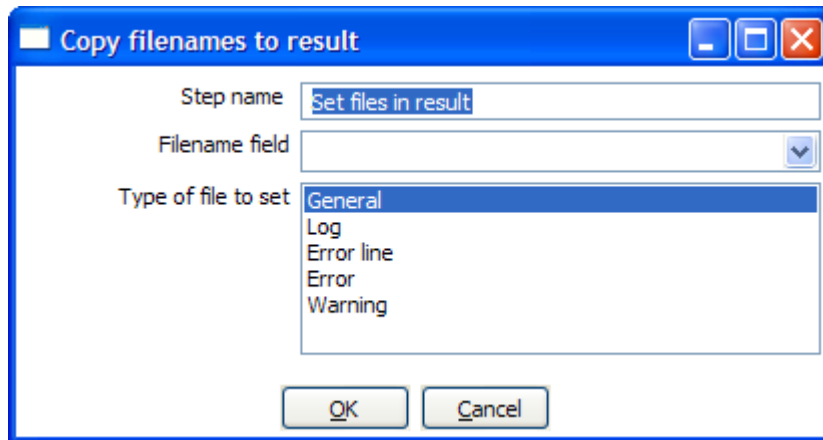 Copy filenames to result
Step name Set files in result
Filename field
Type of file to set General
Log
Error line
Error
Warning
OK Cancel